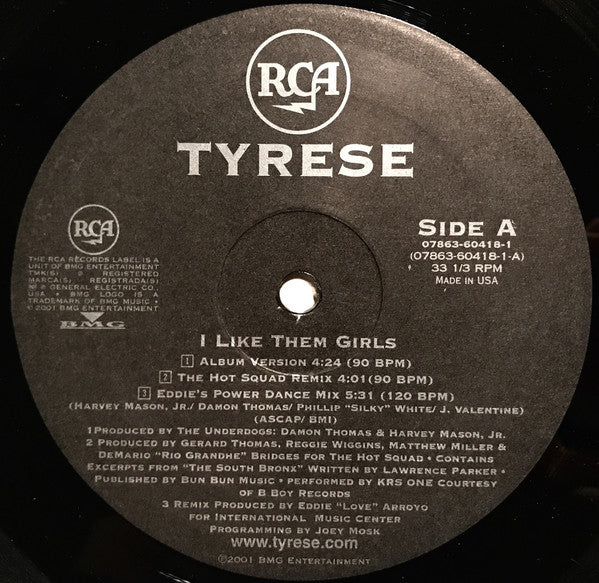 RCA
TYRESE
RCA
THE RCA RECORDS LABEL IS A
UNIT OF BMG ENTERTAINMENT
TMK(S) ® REGISTERED
MARCA(S) REGISTRADA(S)
® GENERAL ELECTRIC CO.,
USA • BMG LOGO IS A
TRADEMARK OF BMG MUSIC •
©2001 BMG ENTERTAINMENT
BMG
SIDE A
07863-60418-1
(07863-60418-1-A)
33 1/3 RPM
MADE IN USA
I LIKE THEM GIRLS
1 ALBUM VERSION 4:24 (90 BPM)
2 THE HOT SQUAD REMIX 4:01(90 BPM)
3 EDDIE'S POWER DANCE MIX 5:31 (120 BPM)
(HARVEY MASON, JR./ DAMON THOMAS/ PHILLIP "SILKY" WHITE/ J. VALENTINE)
(ASCAP/ BMI)
1PRODUCED BY THE UNDERDOGS: DAMON THOMAS & HARVEY MASON, JR.
2 PRODUCED BY GERARD THOMAS, REGGIE WIGGINS, MATTHEW MILLER &
DEMARIO "RIO GRANDHE" BRIDGES FOR THE HOT SQUAD • CONTAINS
EXCERPTS FROM "THE SOUTH BRONX" WRITTEN BY LAWRENCE PARKER •
PUBLISHED BY BUN BUN MUSIC • PERFORMED BY KRS ONE COURTESY
OF B BOY RECORDS
3 REMIX PRODUCED BY EDDIE "LOVE" ARROYO
FOR INTERNATIONAL MUSIC CENTER
PROGRAMMING BY JOEY MOSK
www.tyrese.com
©2001 BMG ENTERTAINMENT